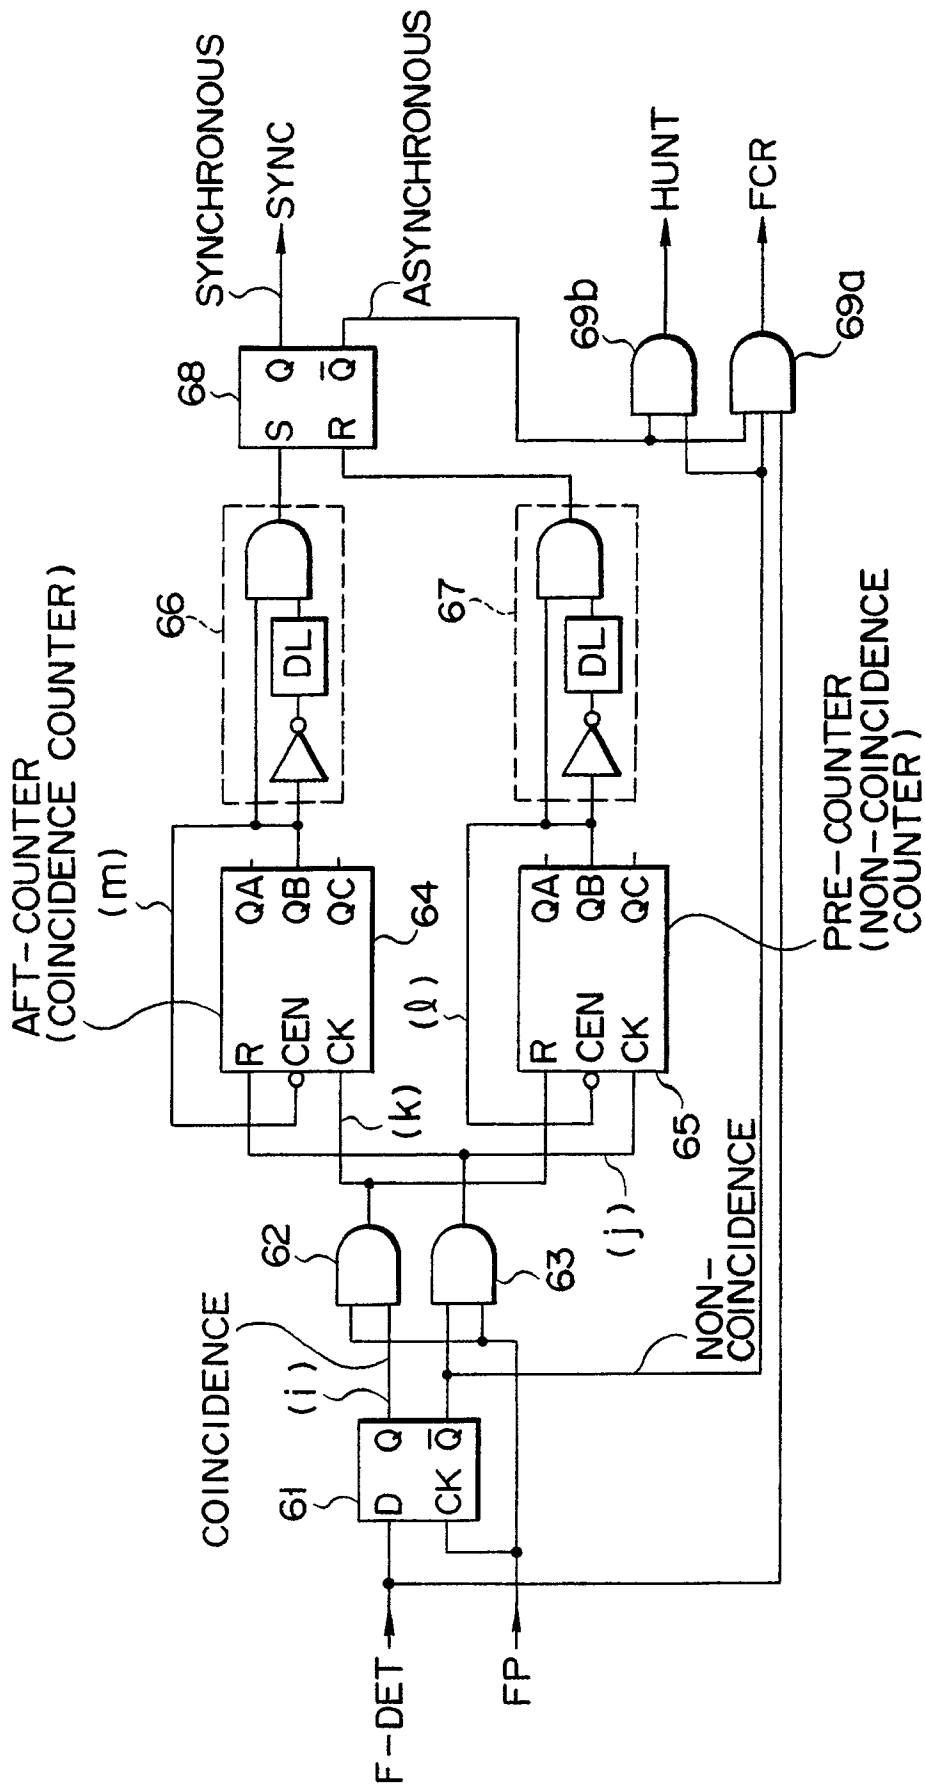 AFT-COUNTER
(COINCIDENCE COUNTER)
(m)
66
68
SYNCHRONOUS
SYNC
R
CEN
CK
QA
QB
QC
64
DL
S
Q
R
Q̅
ASYNCHRONOUS
COINCIDENCE
(i)
62
(k)
(ℓ)
67
F-DET
61
D
Q
CK
Q̅
63
(j)
R
CEN
CK
QA
QB
QC
65
DL
FP
69b
HUNT
NON-
COINCIDENCE
PRE-COUNTER
(NON-COINCIDENCE
COUNTER)
69a
FCR